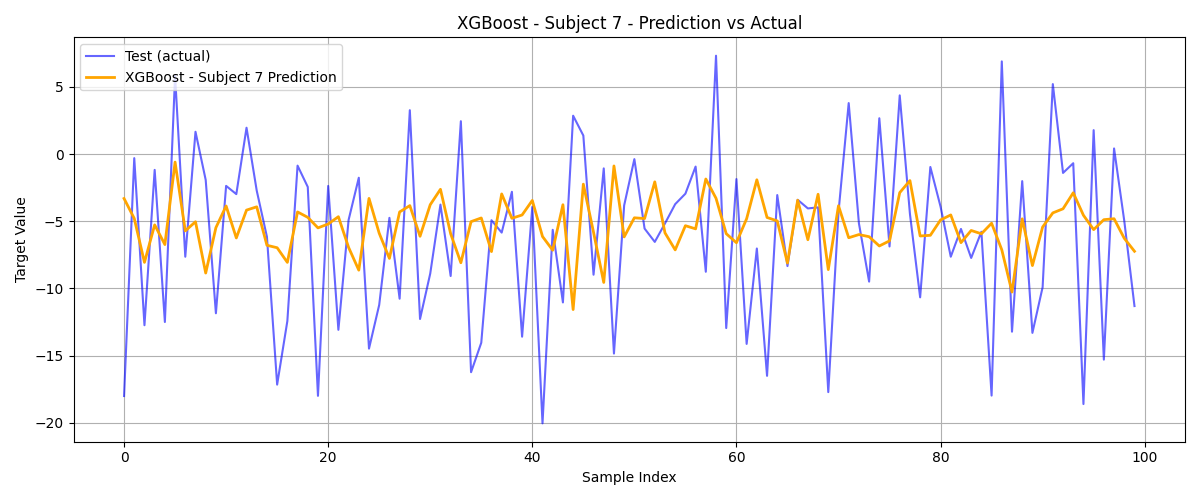 XGBoost - Subject 7 - Prediction vs Actual
Test (actual)
XGBoost - Subject 7 Prediction
Target Value
5
0
−5
−10
−15
−20
0 20 40 60 80 100
Sample Index